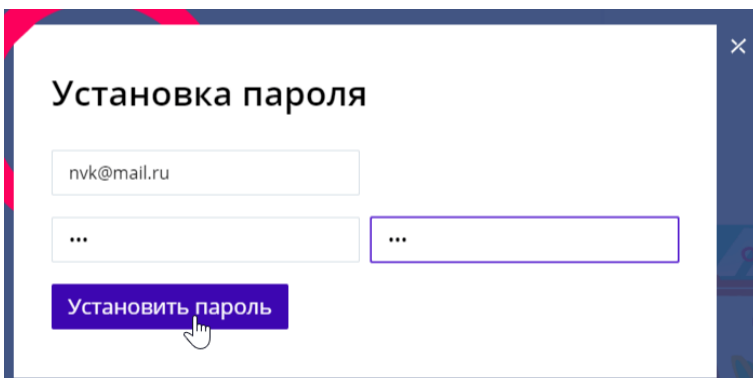 Установка пароля
nvk@mail.ru
••• •••
Установить пароль